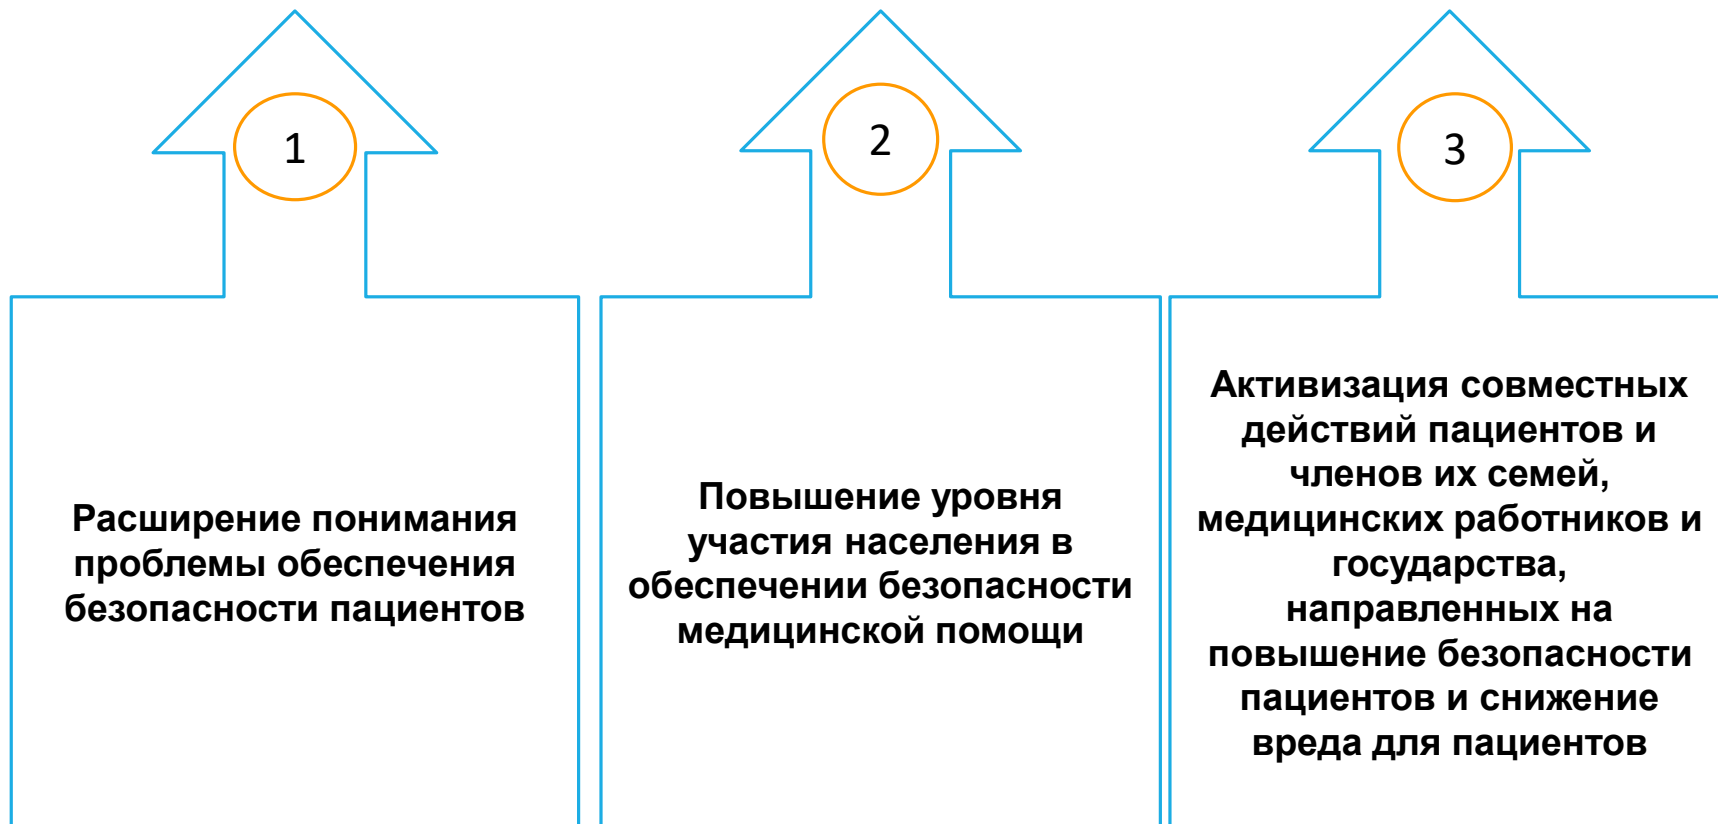 1
Расширение понимания
проблемы обеспечения
безопасности пациентов
2
Повышение уровня
участия населения в
обеспечении безопасности
медицинской помощи
3
Активизация совместных
действий пациентов и
членов их семей,
медицинских работников и
государства,
направленных на
повышение безопасности
пациентов и снижение
вреда для пациентов